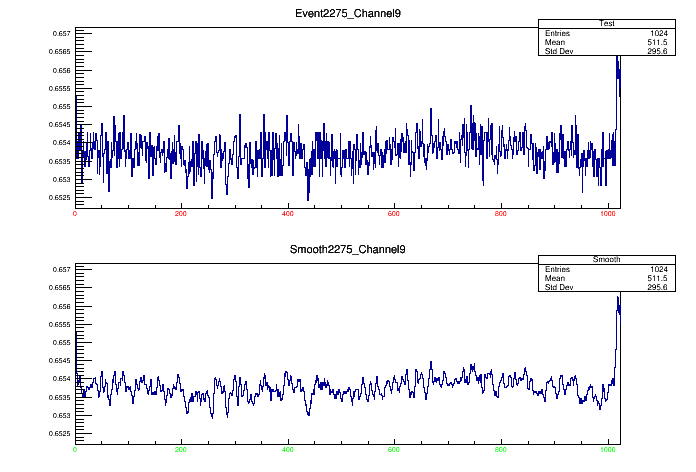 Event2275_Channel9
Test
Entries 1024
Mean 511.5
Std Dev 295.6
0.657
0.6565
0.656
0.6555
0.655
0.6545
0.654
0.6535
0.653
0.6525
0 200 400 600 800 1000
Smooth2275_Channel9
Smooth
Entries 1024
Mean 511.5
Std Dev 295.6
0.657
0.6565
0.656
0.6555
0.655
0.6545
0.654
0.6535
0.653
0.6525
0 200 400 600 800 1000